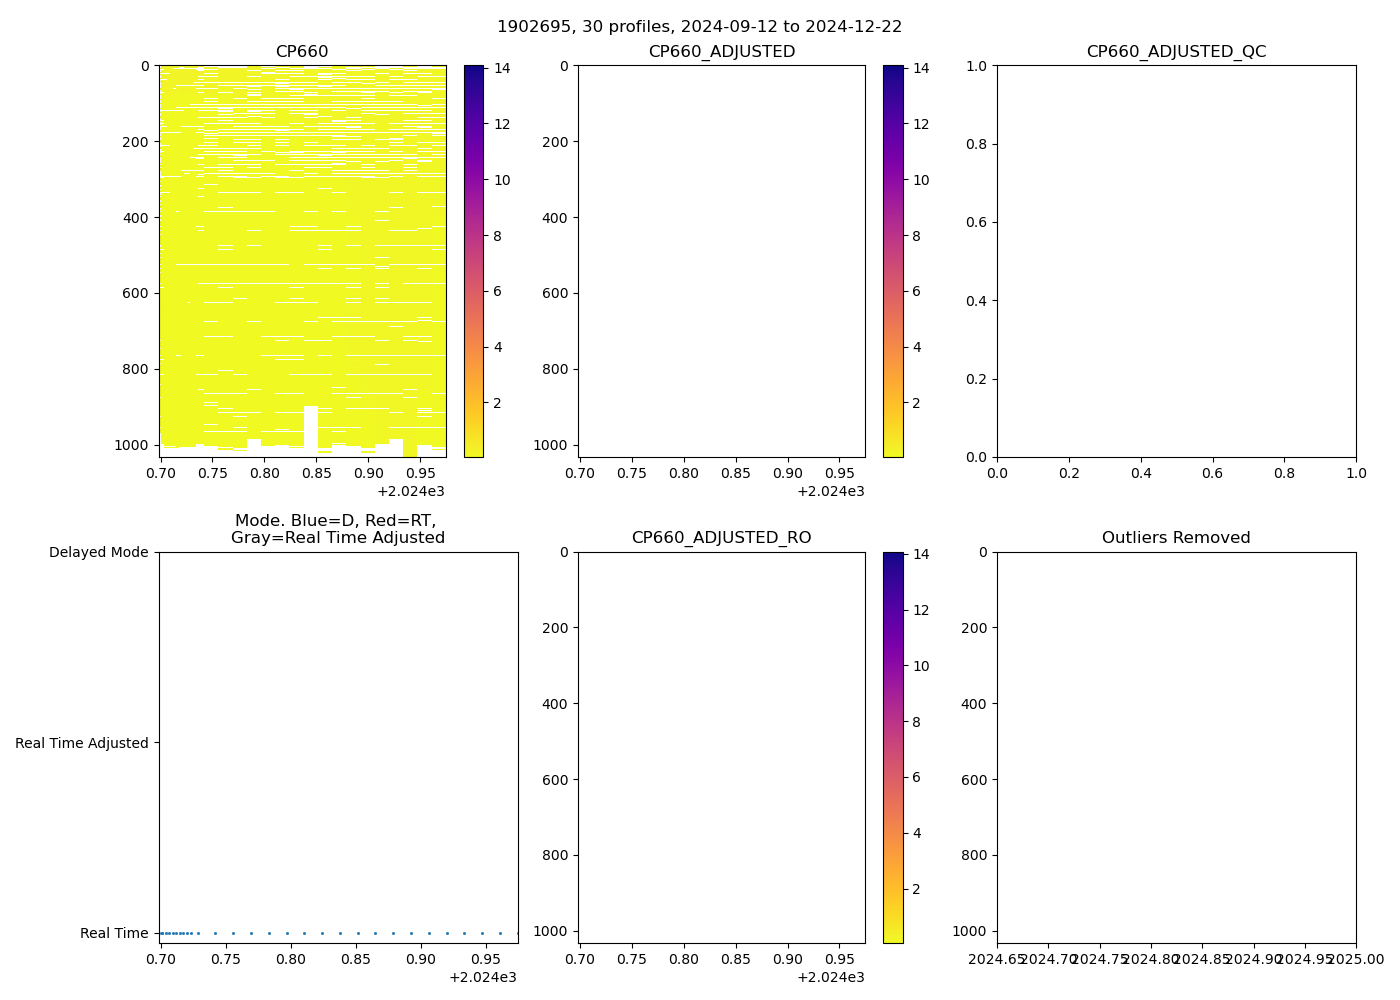 1902695, 30 profiles, 2024-09-12 to 2024-12-22
CP660
0
200
400
600
800
1000
0.70 0.75 0.80 0.85 0.90 0.95
+2.024e3
14
12
10
8
6
4
2
CP660_ADJUSTED
0
200
400
600
800
1000
0.70 0.75 0.80 0.85 0.90 0.95
+2.024e3
14
12
10
8
6
4
2
CP660_ADJUSTED_QC
1.0
0.8
0.6
0.4
0.2
0.0
0.0 0.2 0.4 0.6 0.8 1.0
Mode. Blue=D, Red=RT,
Gray=Real Time Adjusted
Delayed Mode
Real Time Adjusted
Real Time
0.70 0.75 0.80 0.85 0.90 0.95
+2.024e3
CP660_ADJUSTED_RO
0
200
400
600
800
1000
0.70 0.75 0.80 0.85 0.90 0.95
+2.024e3
14
12
10
8
6
4
2
Outliers Removed
0
200
400
600
800
1000
2024.65 2024.70 2024.75 2024.80 2024.85 2024.90 2024.95 2025.00